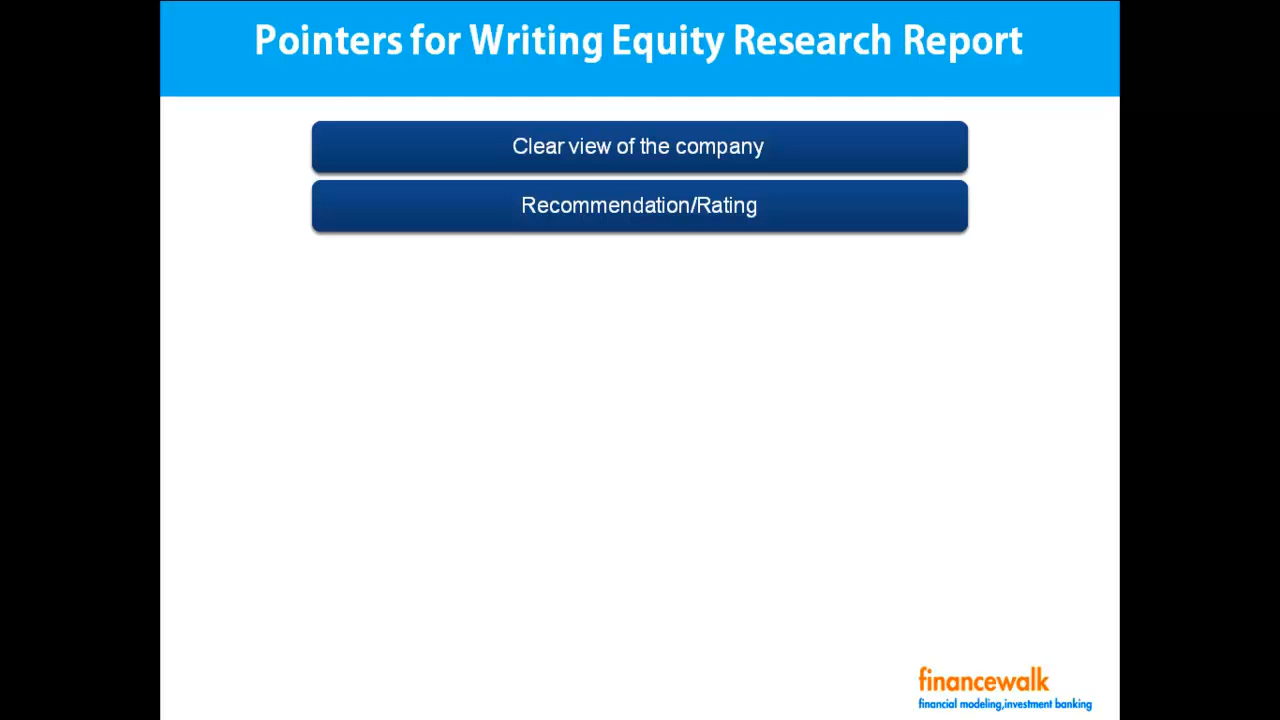 Pointers for Writing Equity Research Report
Clear view of the company
Recommendation/Rating
financewalk
financial modeling,investment banking